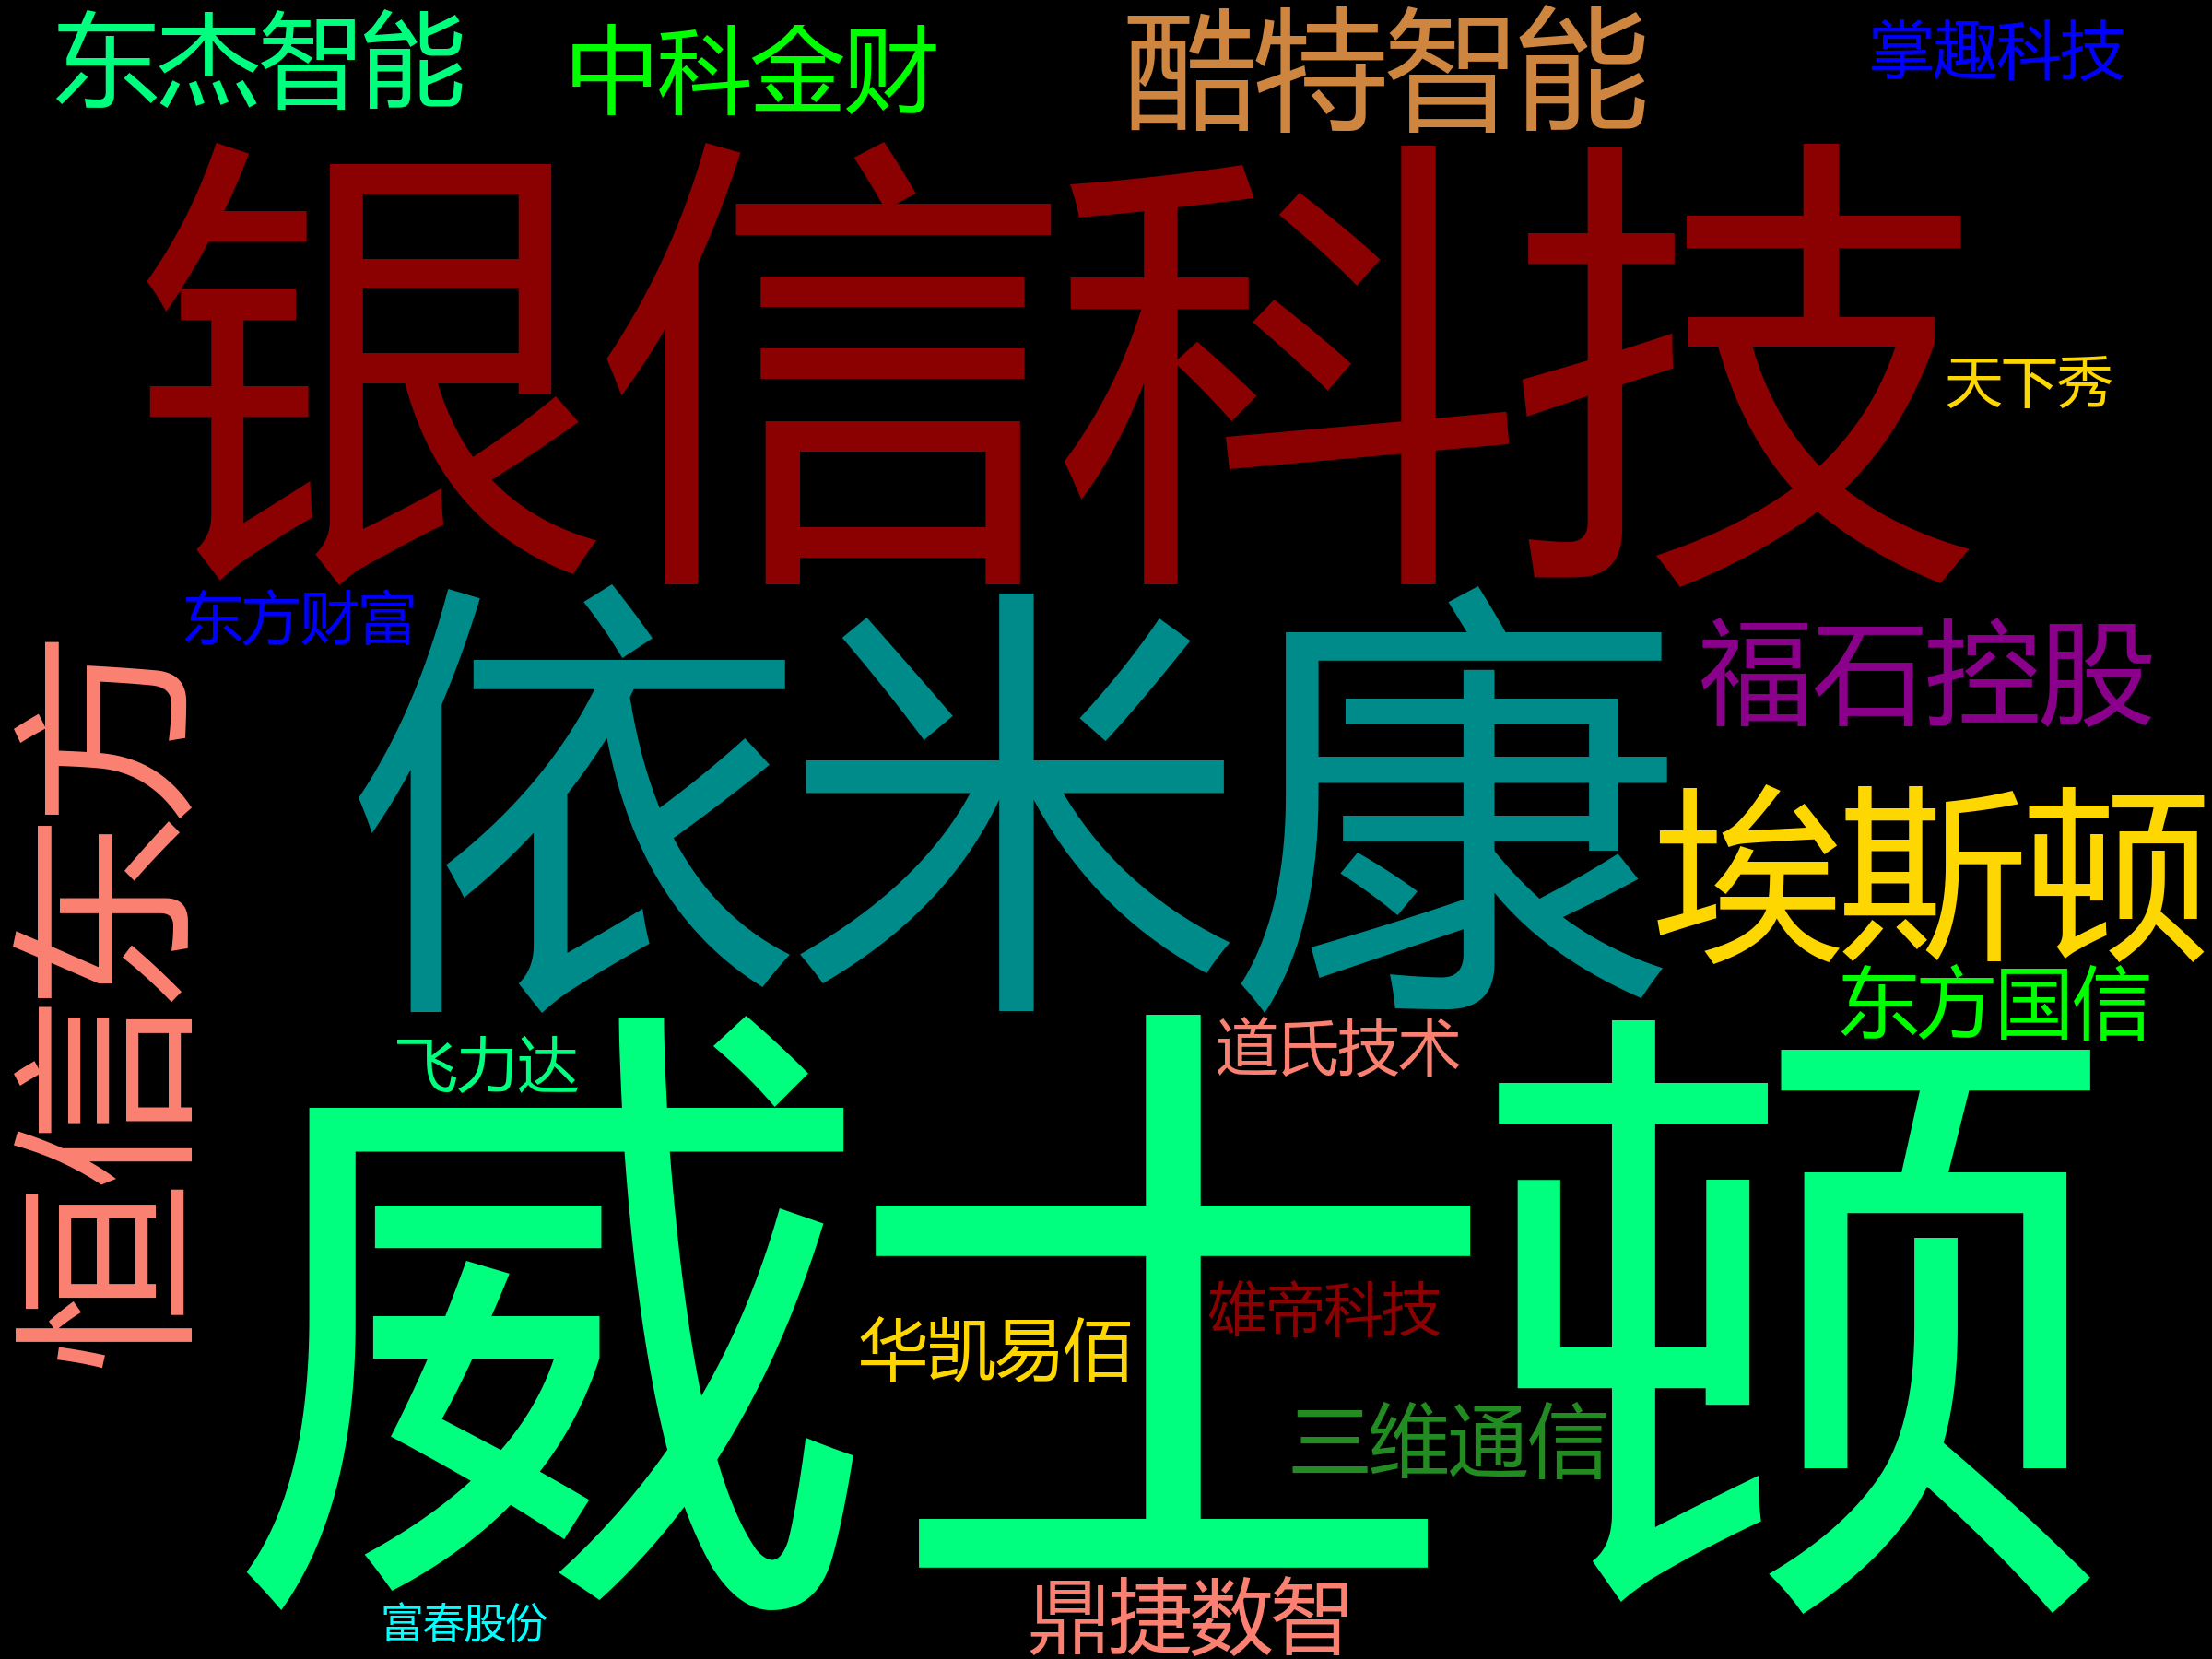 东杰智能
中科金财
酷特智能
掌趣科技
银信科技
天下秀
东方财富
依米康
福石控股
恒信东方
埃斯顿
东方国信
飞力达
道氏技术
威士顿
雄帝科技
华凯易佰
三维通信
富春股份
鼎捷数智